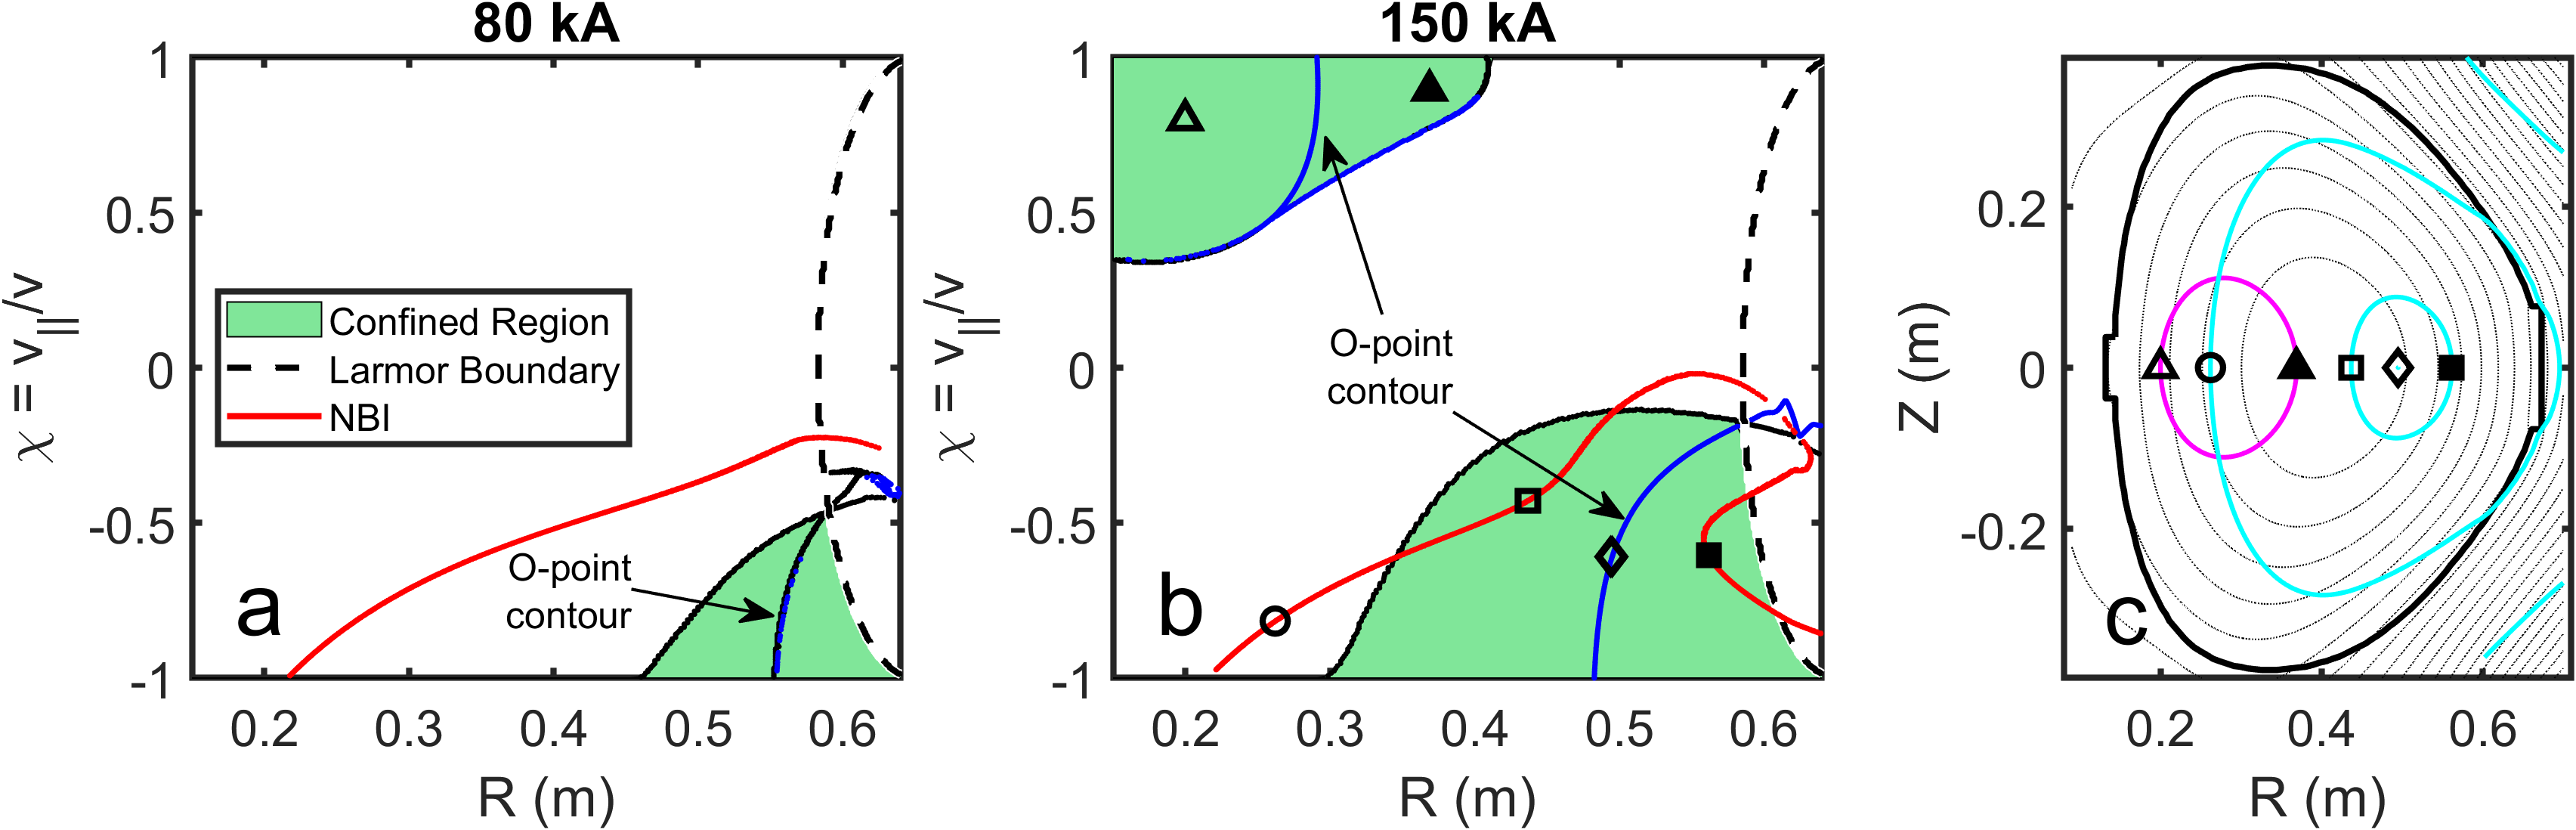 80 kA
1
0.5
0
-0.5
-1
χ = v||/v
Confined Region
Larmor Boundary
NBI
O-point
contour
a
0.2
0.3
0.4
0.5
0.6
R (m)
150 kA
1
0.5
0
-0.5
-1
χ = v||/v
O-point
contour
b
0.2
0.3
0.4
0.5
0.6
R (m)
0.2
0
-0.2
Z (m)
c
0.2
0.4
0.6
R (m)